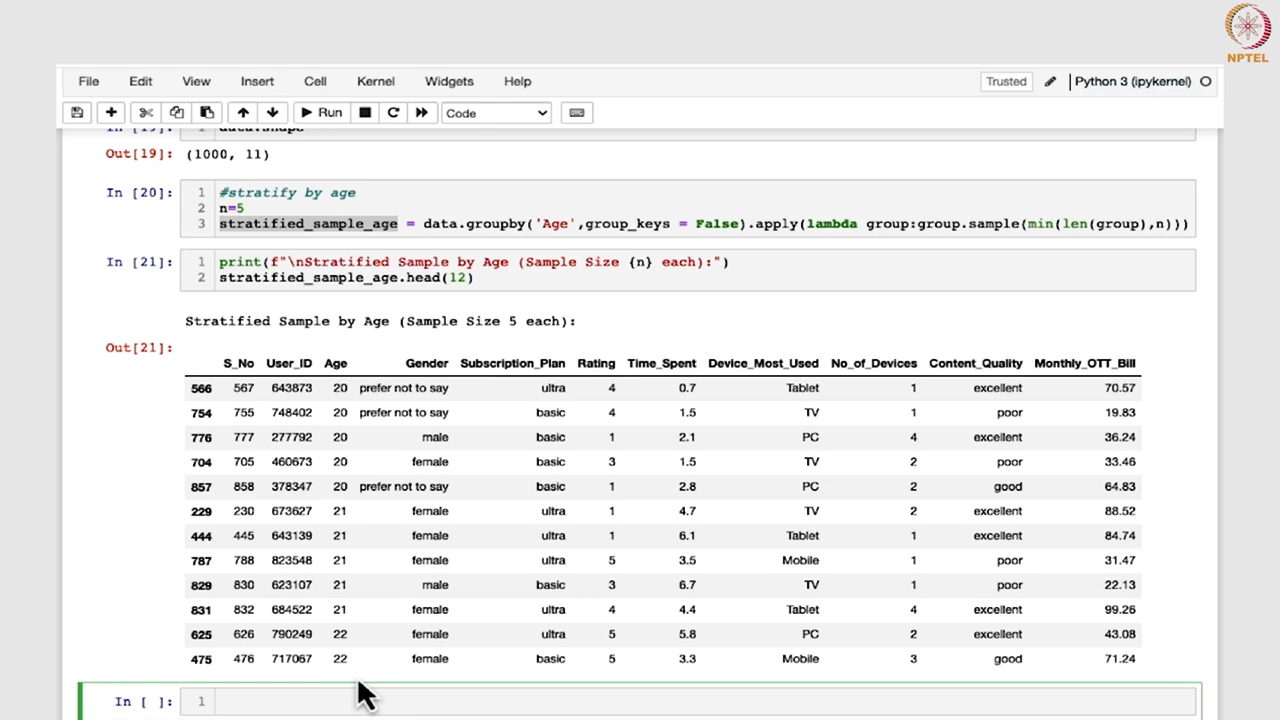 NPTEL
File Edit View Insert Cell Kernel Widgets Help Trusted Python 3 (ipykernel)
Run Code
In [19]: data.shape
Out[19]: (1000, 11)
In [20]: 1 #stratify by age
2 n=5
3 stratified_sample_age = data.groupby('Age',group_keys = False).apply(lambda group:group.sample(min(len(group),n)))
In [21]: 1 print(f"\nStratified Sample by Age (Sample Size {n} each):")
2 stratified_sample_age.head(12)
Stratified Sample by Age (Sample Size 5 each):
Out[21]:
S_No User_ID Age Gender Subscription_Plan Rating Time_Spent Device_Most_Used No_of_Devices Content_Quality Monthly_OTT_Bill
566 567 643873 20 prefer not to say ultra 4 0.7 Tablet 1 excellent 70.57
754 755 748402 20 prefer not to say basic 4 1.5 TV 1 poor 19.83
776 777 277792 20 male basic 1 2.1 PC 4 excellent 36.24
704 705 460673 20 female basic 3 1.5 TV 2 poor 33.46
857 858 378347 20 prefer not to say basic 1 2.8 PC 2 good 64.83
229 230 673627 21 female ultra 1 4.7 TV 2 excellent 88.52
444 445 643139 21 female ultra 1 6.1 Tablet 1 excellent 84.74
787 788 823548 21 female ultra 5 3.5 Mobile 1 poor 31.47
829 830 623107 21 male basic 3 6.7 TV 1 poor 22.13
831 832 684522 21 female ultra 4 4.4 Tablet 4 excellent 99.26
625 626 790249 22 female ultra 5 5.8 PC 2 excellent 43.08
475 476 717067 22 female basic 5 3.3 Mobile 3 good 71.24
In [ ]: 1